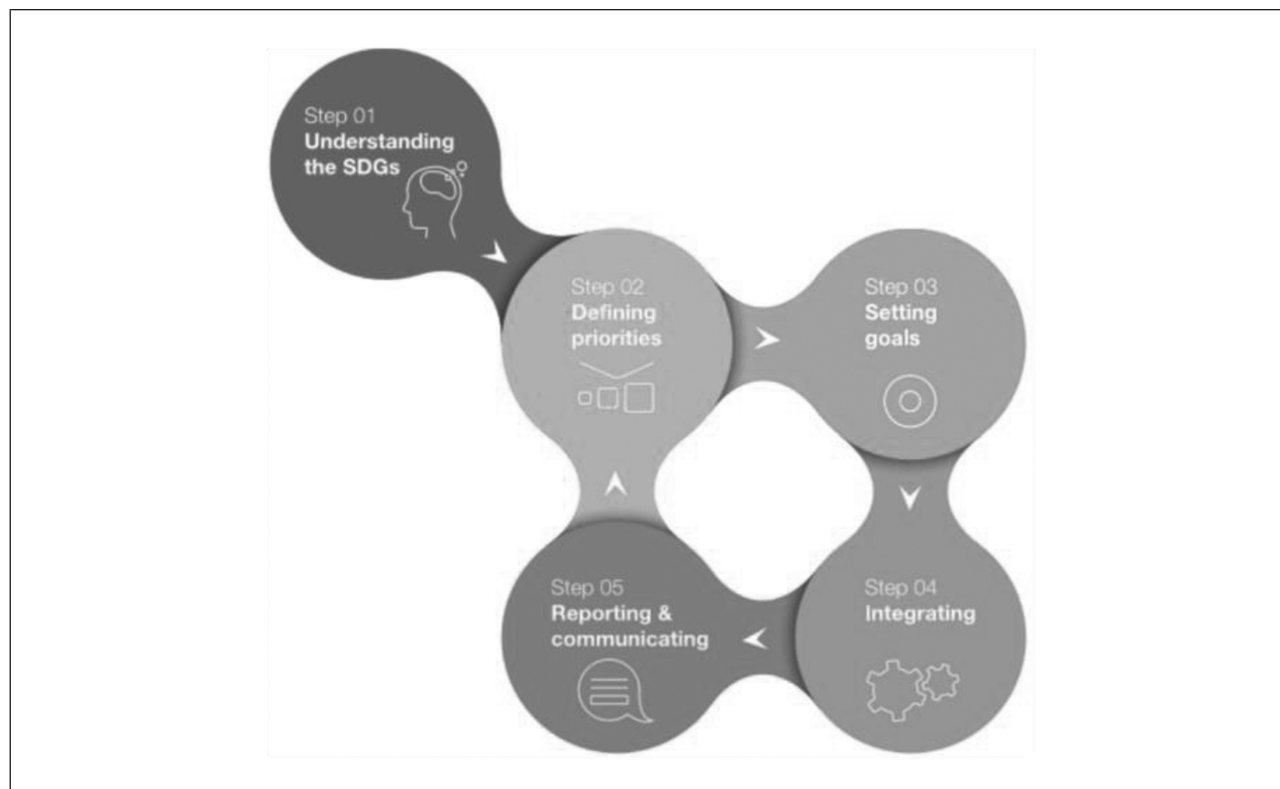 Step 01
Understanding
the SDGs
Step 02
Defining
priorities
Step 03
Setting
goals
Step 04
Integrating
Step 05
Reporting &
communicating